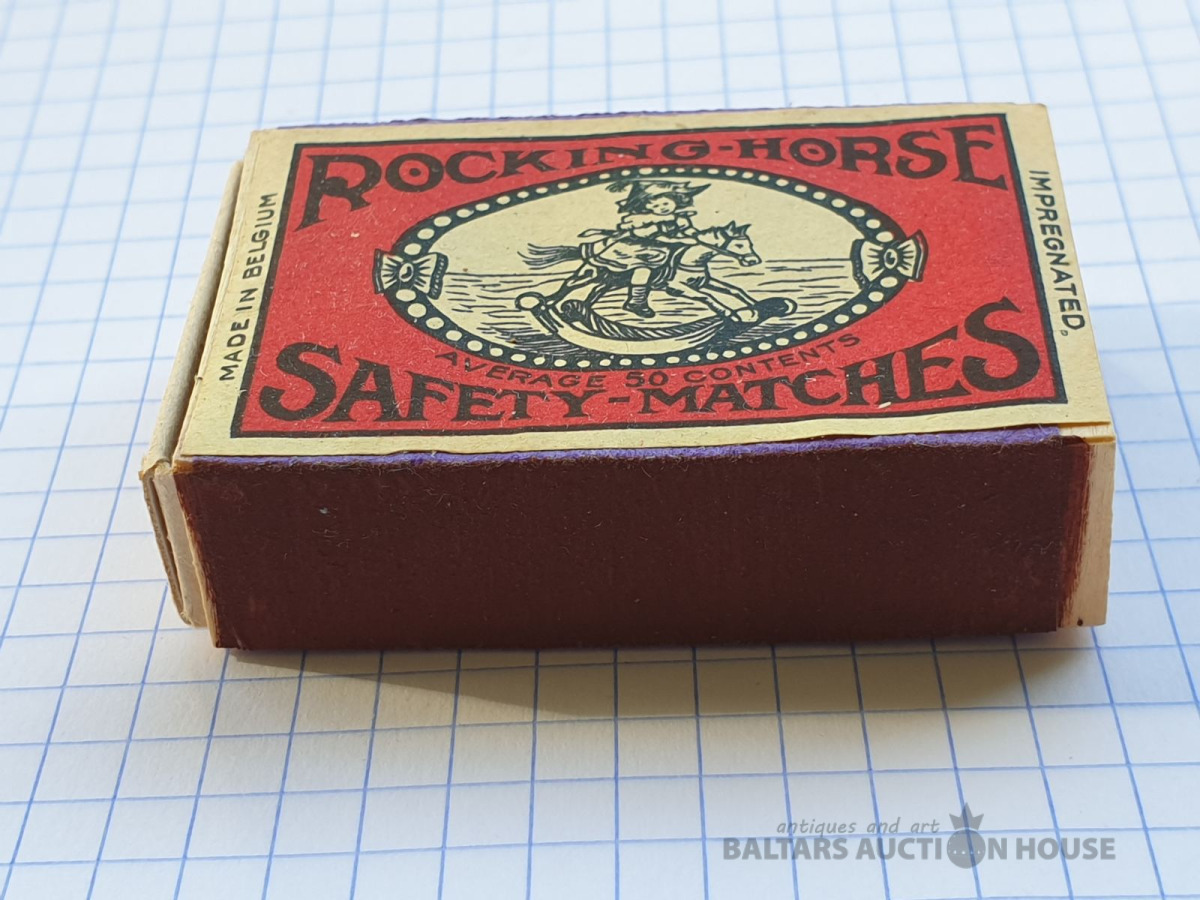 ROCKING-HORSE
MADE IN BELGIUM
IMPREGNATED,
AVERAGE 50 CONTENTS
SAFETY-MATCHES
antiques and art
BALTARS AUCTION HOUSE